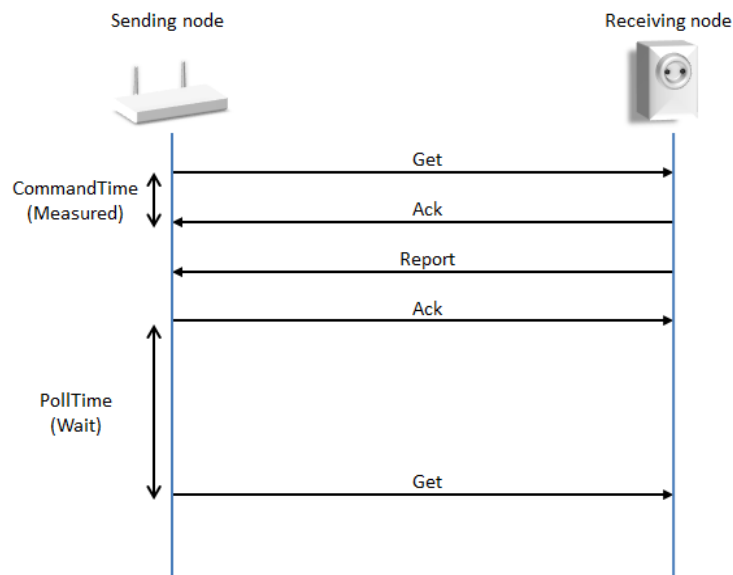 Sending node
Receiving node
Get
CommandTime
(Measured)
Ack
Report
Ack
PollTime
(Wait)
Get